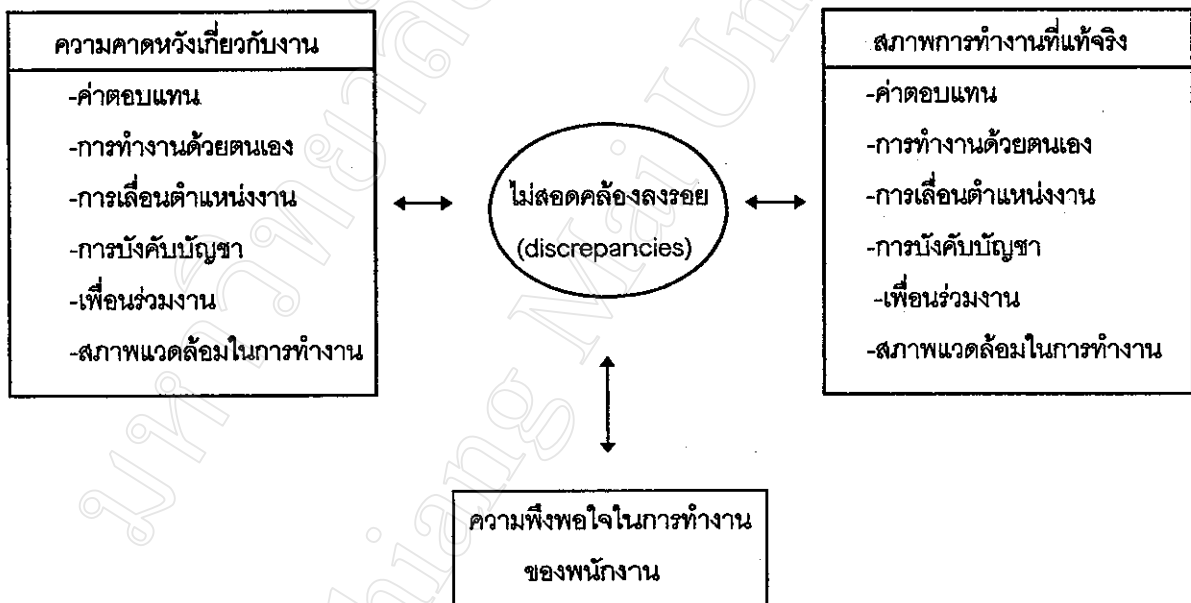 ความคาดหวังเกี่ยวกับงาน
-ค่าตอบแทน
-การทำงานด้วยตนเอง
-การเลื่อนตำแหน่งงาน
-การบังคับบัญชา
-เพื่อนร่วมงาน
-สภาพแวดล้อมในการทำงาน
ไม่สอดคล้องลงรอย
(discrepancies)
สภาพการทำงานที่แท้จริง
-ค่าตอบแทน
-การทำงานด้วยตนเอง
-การเลื่อนตำแหน่งงาน
-การบังคับบัญชา
-เพื่อนร่วมงาน
-สภาพแวดล้อมในการทำงาน
ความพึงพอใจในการทำงาน
ของพนักงาน